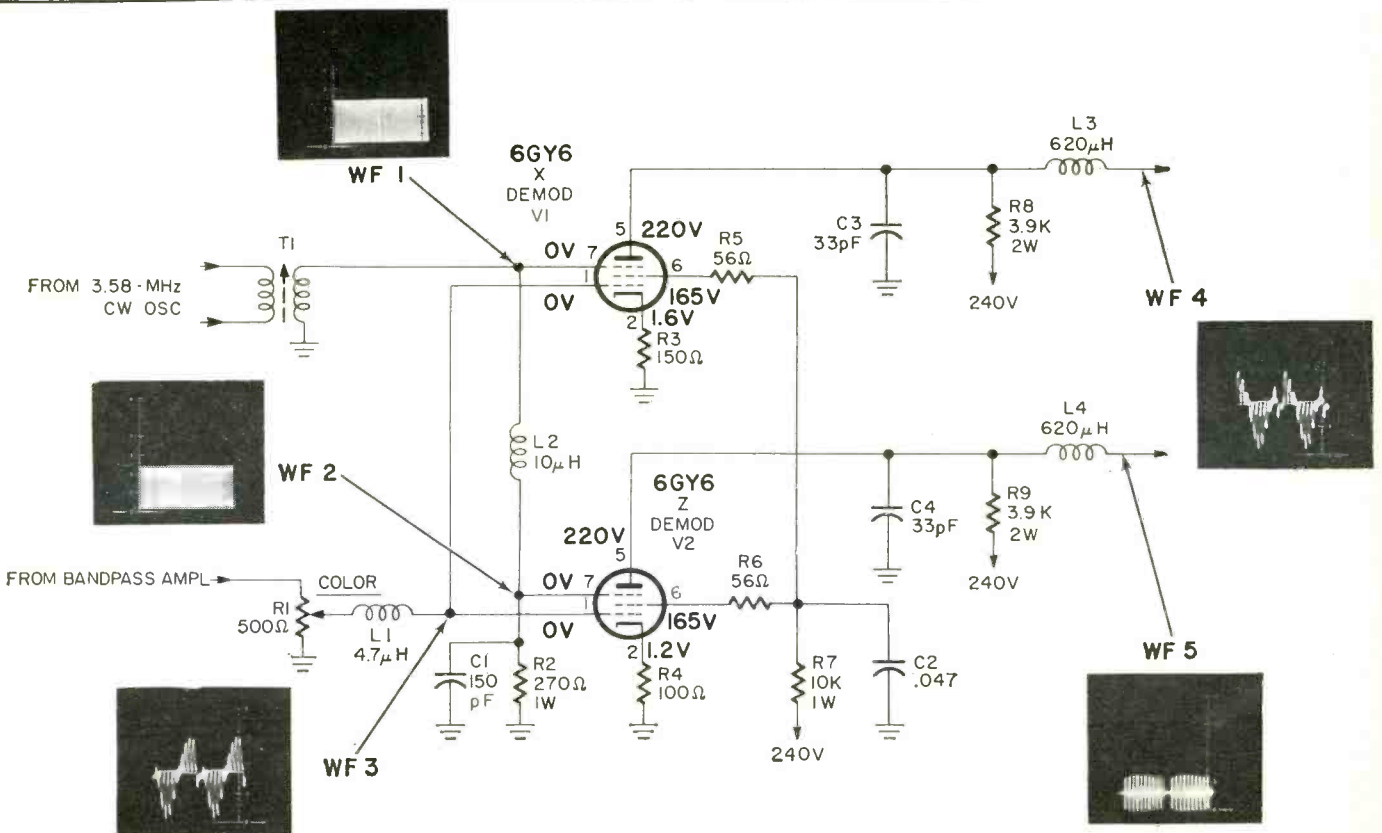 WF 1
6GY6
X
DEMOD
V1
T1
FROM 3.58-MHz
CW OSC
0V 7
1
0V
5
220V
6
165V
2 1.6V
R3
150Ω
R5
56Ω
C3
33pF
R8
3.9K
2W
240V
L3
620μH
WF 4
L2
10μH
WF 2
6GY6
Z
DEMOD
V2
220V
5
0V 7
1
0V
6
165V
2 1.2V
R4
100Ω
R6
56Ω
C4
33pF
R9
3.9K
2W
240V
L4
620μH
WF 5
FROM BANDPASS AMPL
COLOR
R1
500Ω
L1
4.7μH
WF 3
C1
150
pF
R2
270Ω
1W
R7
10K
1W
240V
C2
.047